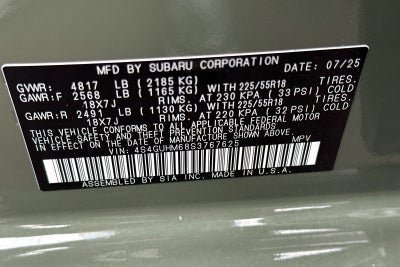 MFD BY SUBARU CORPORATION DATE: 07/25
GVWR: 4817 LB (2185 KG)
GAWR:F 2568 LB (1165 KG) WITH 225/55R18 TIRES.
18X7J RIMS. AT 230 KPA (33 PSI) COLD
GAWR:R 2491 LB (1130 KG) WITH 225/55R18 TIRES.
18X7J RIMS. AT 220 KPA (32 PSI) COLD
THIS VEHICLE CONFORMS TO ALL APPLICABLE FEDERAL MOTOR
VEHICLE SAFETY, BUMPER, AND THEFT PREVENTION STANDARDS
IN EFFECT ON THE DATE OF MANUFACTURE SHOWN ABOVE.
VIN: 4S4GUHM68S3767625 MPV
ASSEMBLED BY SIA, INC. MADE IN U.S.A.